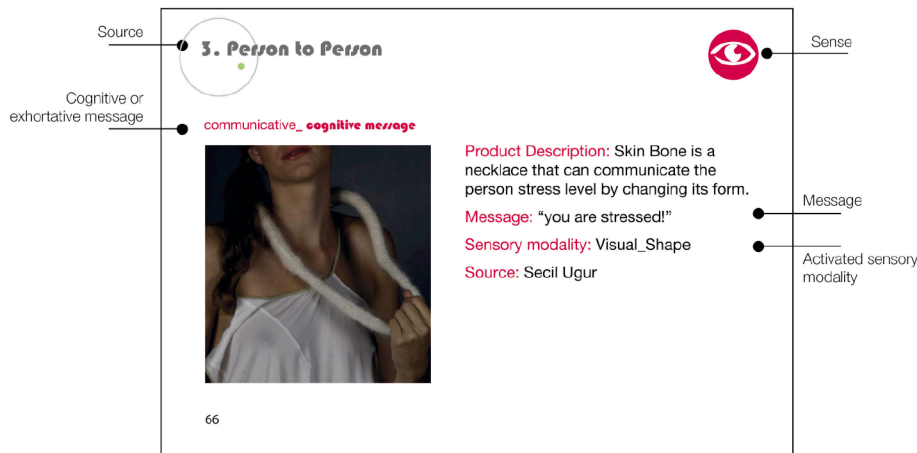 Source
3. Person to Person
Sense
Cognitive or
exhortative message
communicative_ cognitive message
Product Description: Skin Bone is a
necklace that can communicate the
person stress level by changing its form.
Message: “you are stressed!”
Message
Sensory modality: Visual_Shape
Activated sensory
modality
Source: Secil Ugur
66